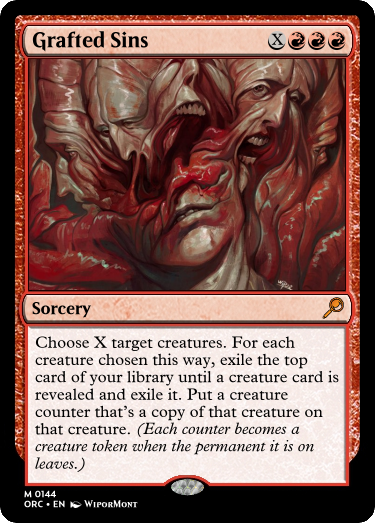 Grafted Sins X
Sorcery
Choose X target creatures. For each
creature chosen this way, exile the top
card of your library until a creature card is
revealed and exile it. Put a creature
counter that's a copy of that creature on
that creature. (Each counter becomes a
creature token when the permanent it is on
leaves.)
M 0144
ORC • EN WiporMont